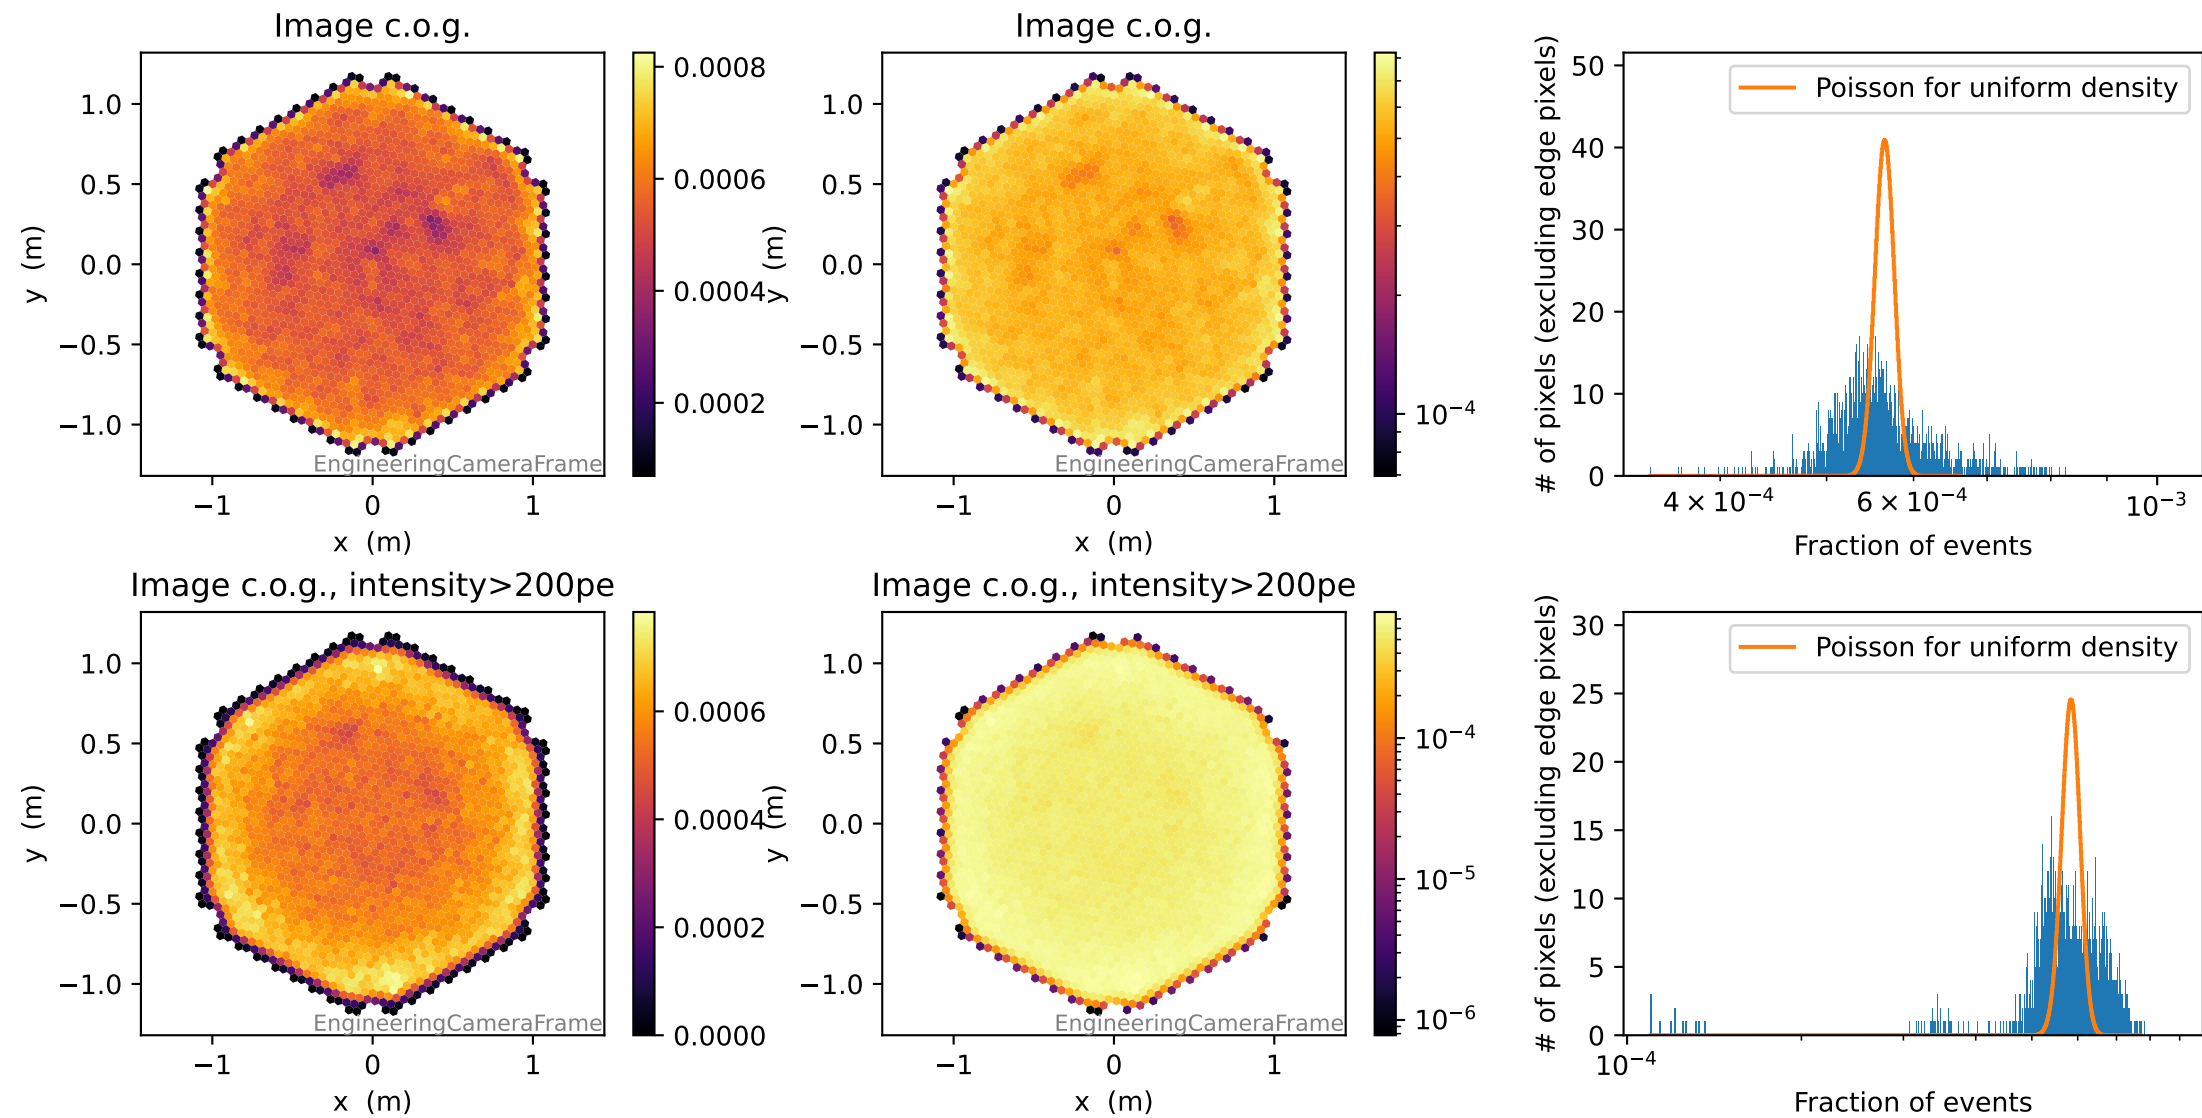 Image c.o.g.
1.0
0.5
0.0
−0.5
−1.0
y (m)
−1 0 1
x (m)
EngineeringCameraFrame
0.0008
0.0006
0.0004
0.0002
Image c.o.g.
1.0
0.5
0.0
−0.5
−1.0
y (m)
−1 0 1
x (m)
EngineeringCameraFrame
10⁻⁴
# of pixels (excluding edge pixels)
50
40
30
20
10
0
Poisson for uniform density
4 × 10⁻⁴ 6 × 10⁻⁴ 10⁻³
Fraction of events
Image c.o.g., intensity>200pe
1.0
0.5
0.0
−0.5
−1.0
y (m)
−1 0 1
x (m)
EngineeringCameraFrame
0.0006
0.0004
0.0002
0.0000
Image c.o.g., intensity>200pe
1.0
0.5
0.0
−0.5
−1.0
y (m)
−1 0 1
x (m)
EngineeringCameraFrame
10⁻⁴
10⁻⁵
10⁻⁶
# of pixels (excluding edge pixels)
30
25
20
15
10
5
0
Poisson for uniform density
10⁻⁴
Fraction of events